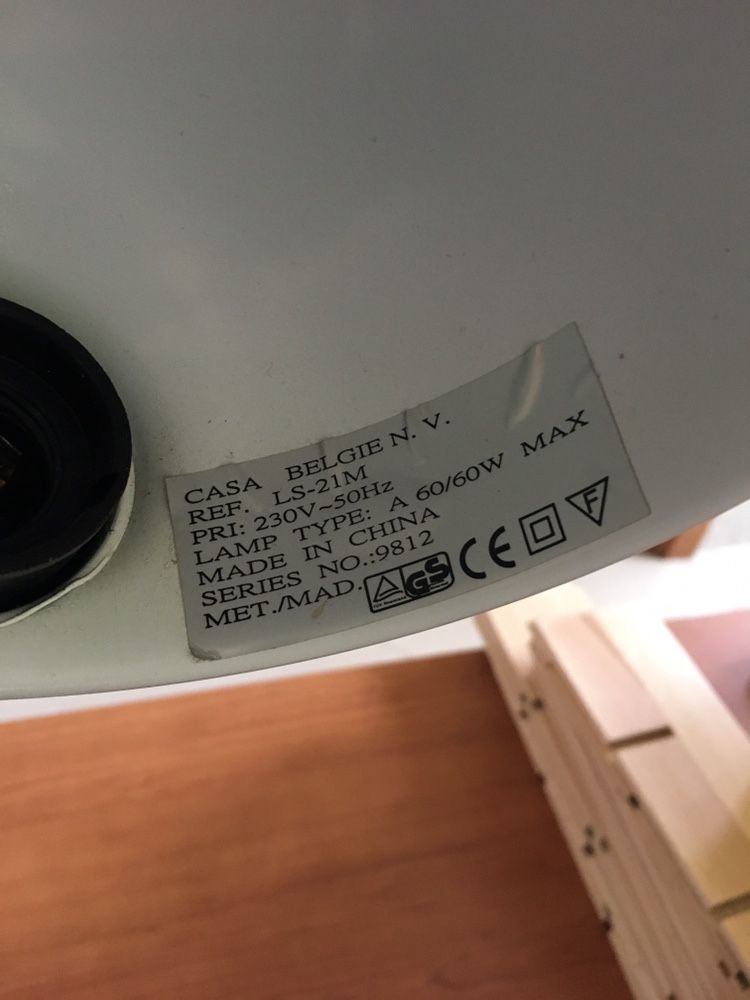 CASA BELGIE N. V.
REF. LS-21M
PRI: 230V~50Hz
LAMP TYPE: A 60/60W MAX
MADE IN CHINA
SERIES NO.:9812
MET./MAD. GS CE F